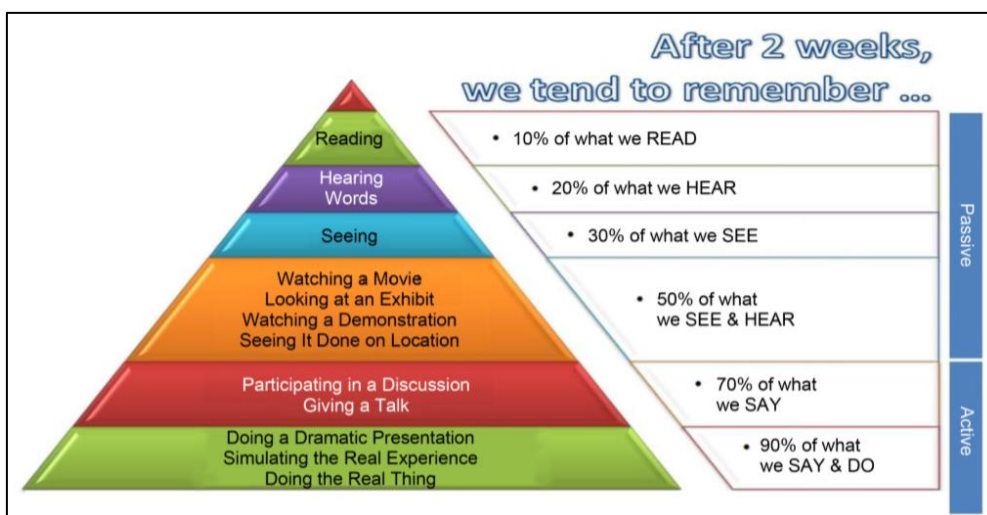 After 2 weeks,
we tend to remember ...
Reading
• 10% of what we READ
Hearing
Words
• 20% of what we HEAR
Seeing
• 30% of what we SEE
Watching a Movie
Looking at an Exhibit
Watching a Demonstration
Seeing It Done on Location
• 50% of what
we SEE & HEAR
Passive
Participating in a Discussion
Giving a Talk
• 70% of what
we SAY
Doing a Dramatic Presentation
Simulating the Real Experience
Doing the Real Thing
• 90% of what
we SAY & DO
Active